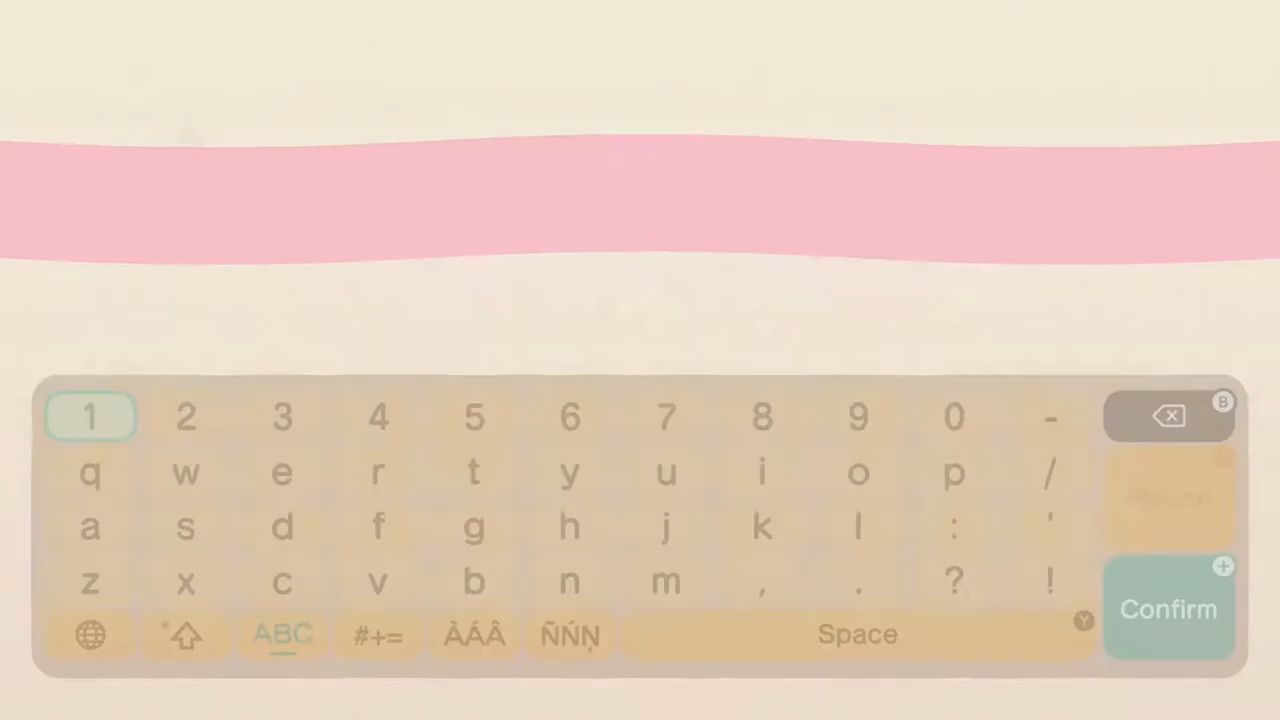 1 2 3 4 5 6 7 8 9 0 - B
q w e r t y u i o p /
a s d f g h j k l : '
z x c v b n m , . ? ! + Confirm
ABC #+= ÀÁÂ ÑŃŅ Space Y